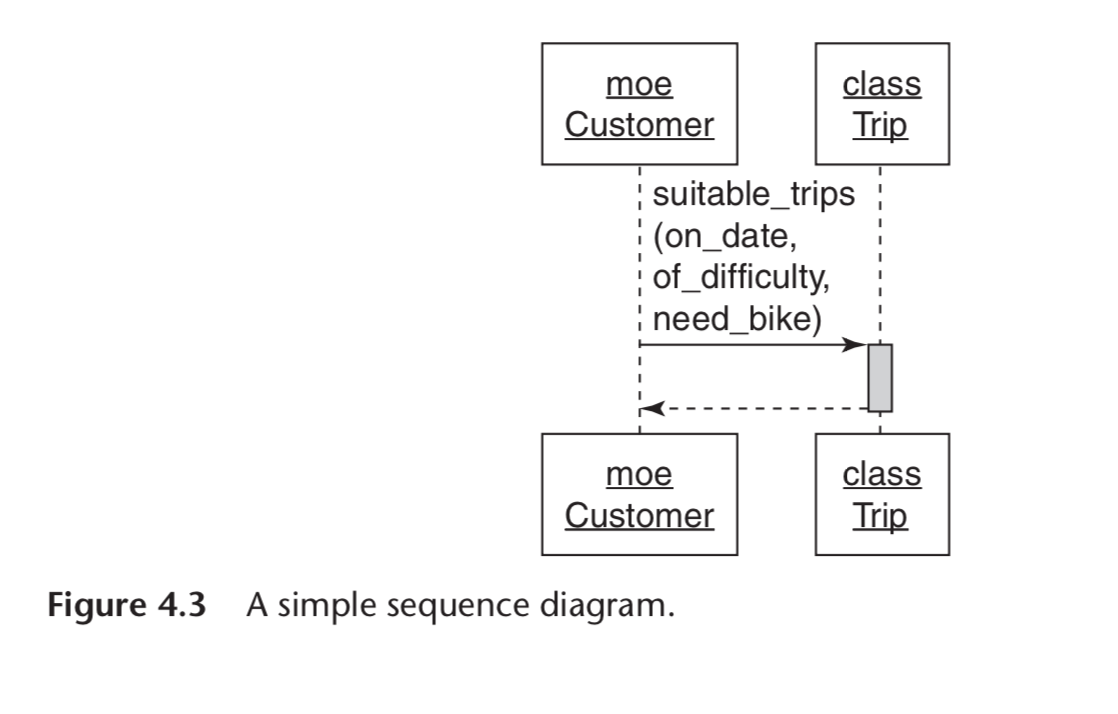 moe
Customer
class
Trip
suitable_trips
(on_date,
of_difficulty,
need_bike)
moe
Customer
class
Trip
Figure 4.3 A simple sequence diagram.